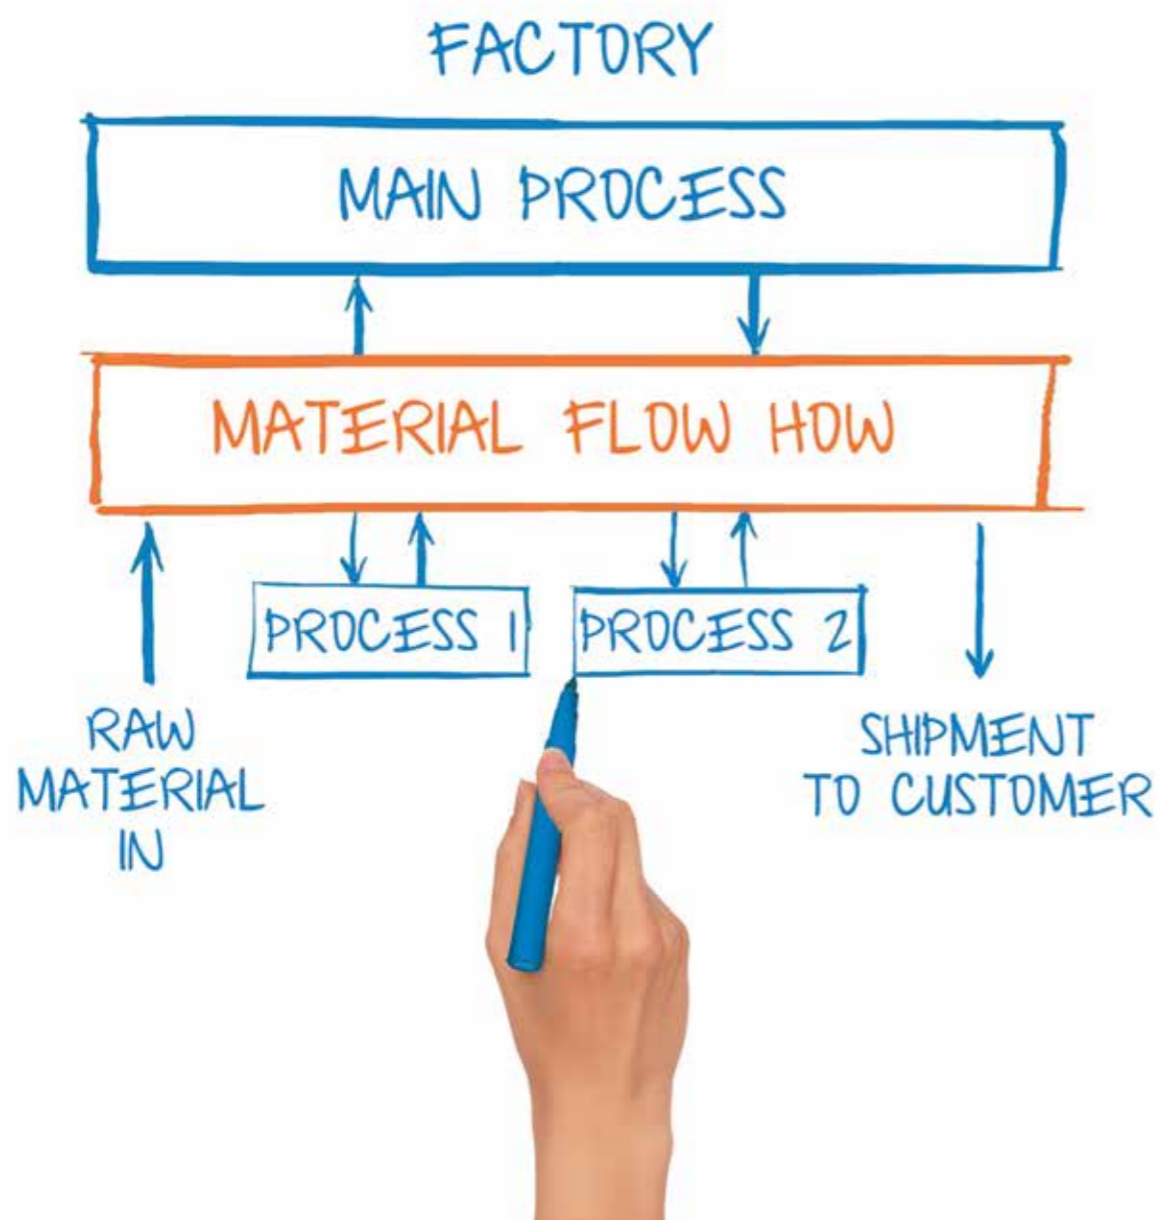 FACTORY
MAIN PROCESS
MATERIAL FLOW HOW
PROCESS 1
PROCESS 2
RAW
MATERIAL
IN
SHIPMENT
TO CUSTOMER